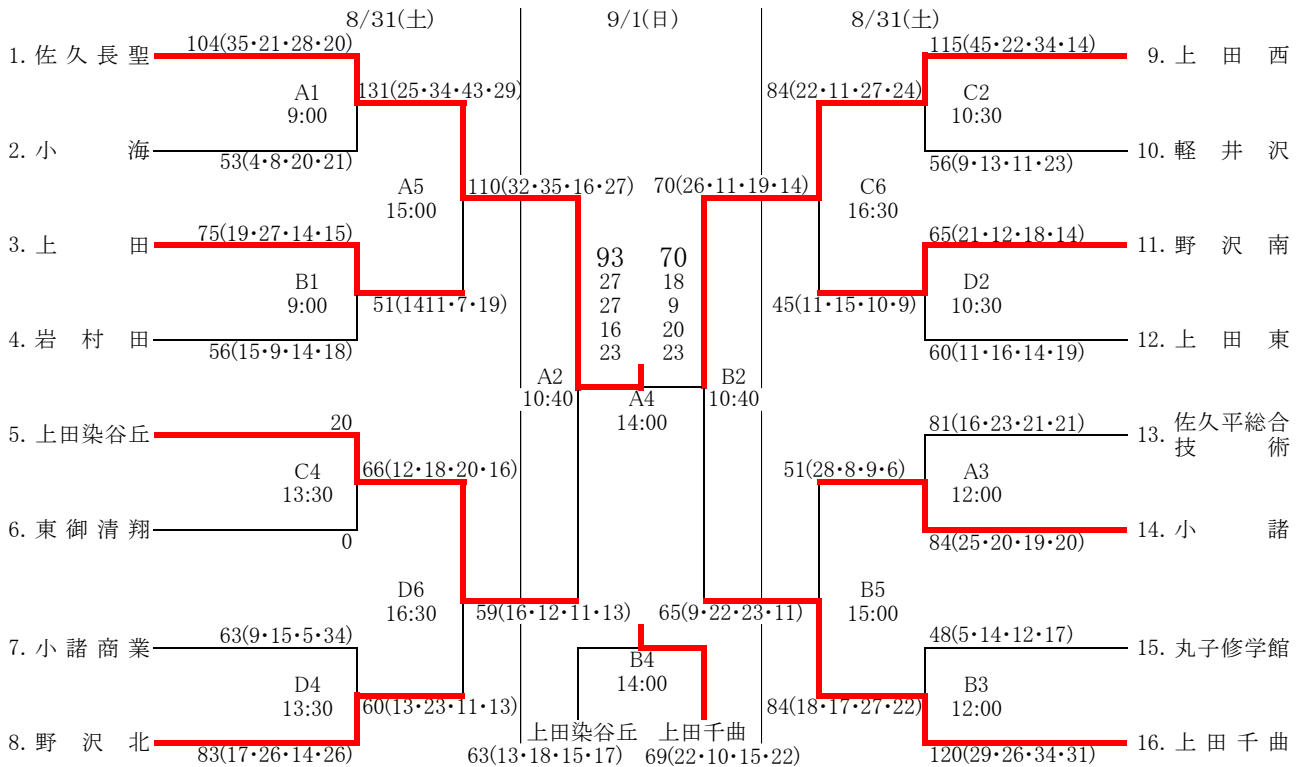 8/31(土)
9/1(日)
8/31(土)
1. 佐久長聖
104(35・21・28・20)
A1
9:00
2. 小海
53(4・8・20・21)
131(25・34・43・29)
A5
15:00
3. 上田
75(19・27・14・15)
B1
9:00
4. 岩村田
56(15・9・14・18)
51(1411・7・19)
110(32・35・16・27)
5. 上田染谷丘
20
C4
13:30
6. 東御清翔
0
66(12・18・20・16)
D6
16:30
7. 小諸商業
63(9・15・5・34)
D4
13:30
8. 野沢北
83(17・26・14・26)
60(13・23・11・13)
59(16・12・11・13)
A2
10:40
93 70
27 18
27 9
16 20
23 23
A4
14:00
B2
10:40
B4
14:00
上田染谷丘
63(13・18・15・17)
上田千曲
69(22・10・15・22)
70(26・11・19・14)
65(9・22・23・11)
84(22・11・27・24)
C6
16:30
45(11・15・10・9)
51(28・8・9・6)
B5
15:00
84(18・17・27・22)
115(45・22・34・14)
9. 上田西
C2
10:30
56(9・13・11・23)
10. 軽井沢
65(21・12・18・14)
11. 野沢南
D2
10:30
60(11・16・14・19)
12. 上田東
81(16・23・21・21)
13. 佐久平総合
技術
A3
12:00
84(25・20・19・20)
14. 小諸
48(5・14・12・17)
15. 丸子修学館
B3
12:00
120(29・26・34・31)
16. 上田千曲